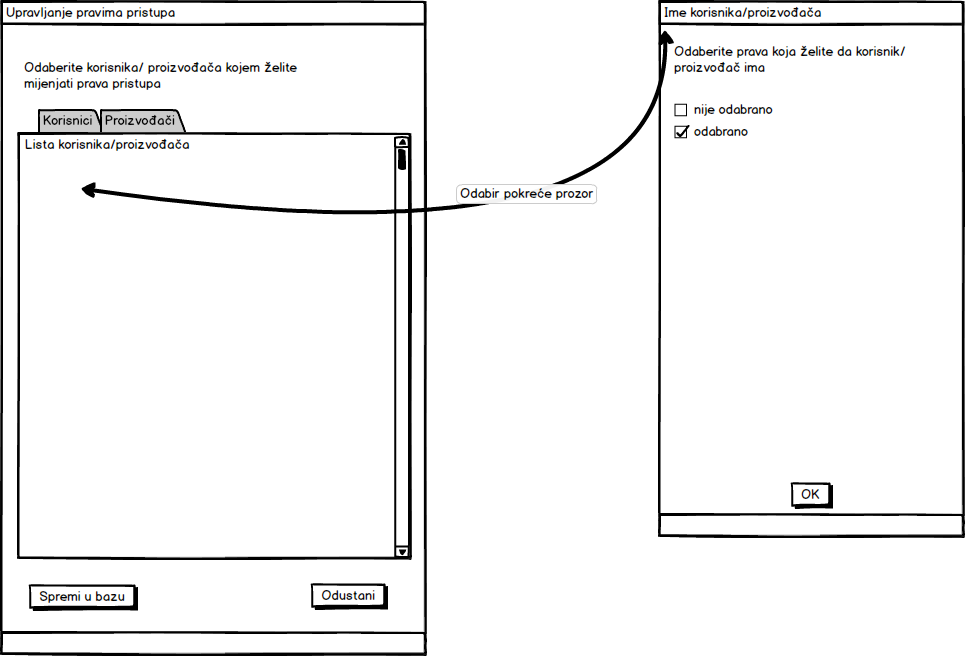 Upravljanje pravima pristupa
Odaberite korisnika/ proizvođača kojem želite
mijenjati prava pristupa
Korisnici
Proizvođači
Lista korisnika/proizvođača
Spremi u bazu
Odustani
Odabir pokreće prozor
Ime korisnika/proizvođača
Odaberite prava koja želite da korisnik/
proizvođač ima
nije odabrano
odabrano
OK